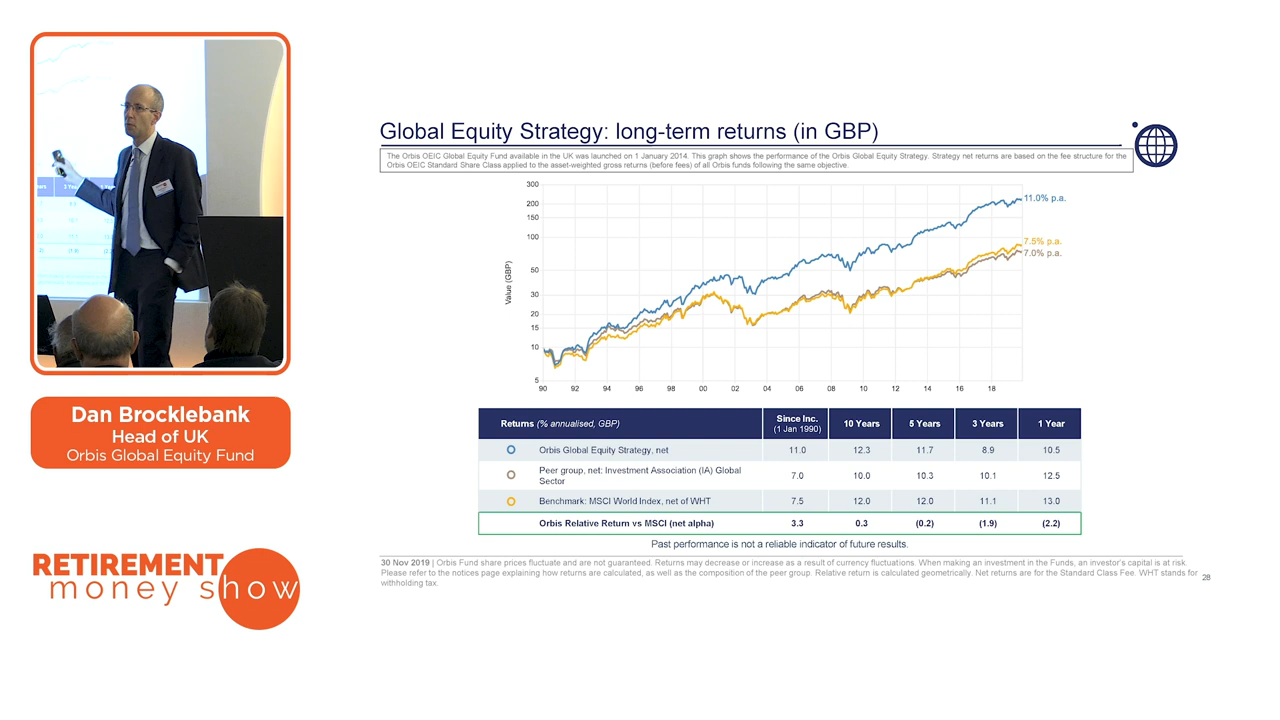 Global Equity Strategy: long-term returns (in GBP)
The Orbis OEIC Global Equity Fund available in the UK was launched on 1 January 2014. This graph shows the performance of the Orbis Global Equity Strategy. Strategy net returns are based on the fee structure for the
Orbis OEIC Standard Share Class applied to the asset-weighted gross returns (before fees) of all Orbis funds following the same objective.
300
200
150
100
50
30
20
15
10
5
Value (GBP)
11.0% p.a.
7.5% p.a.
7.0% p.a.
90 92 94 96 98 00 02 04 06 08 10 12 14 16 18
Returns (% annualised, GBP) Since Inc. (1 Jan 1990) 10 Years 5 Years 3 Years 1 Year
Orbis Global Equity Strategy, net 11.0 12.3 11.7 8.9 10.5
Peer group, net: Investment Association (IA) Global
Sector 7.0 10.0 10.3 10.1 12.5
Benchmark: MSCI World Index, net of WHT 7.5 12.0 12.0 11.1 13.0
Orbis Relative Return vs MSCI (net alpha) 3.3 0.3 (0.2) (1.9) (2.2)
Past performance is not a reliable indicator of future results.
30 Nov 2019 | Orbis Fund share prices fluctuate and are not guaranteed. Returns may decrease or increase as a result of currency fluctuations. When making an investment in the Funds, an investor's capital is at risk.
Please refer to the notices page explaining how returns are calculated, as well as the composition of the peer group. Relative return is calculated geometrically. Net returns are for the Standard Class Fee. WHT stands for
withholding tax.
28
Dan Brocklebank
Head of UK
Orbis Global Equity Fund
RETIREMENT
money show